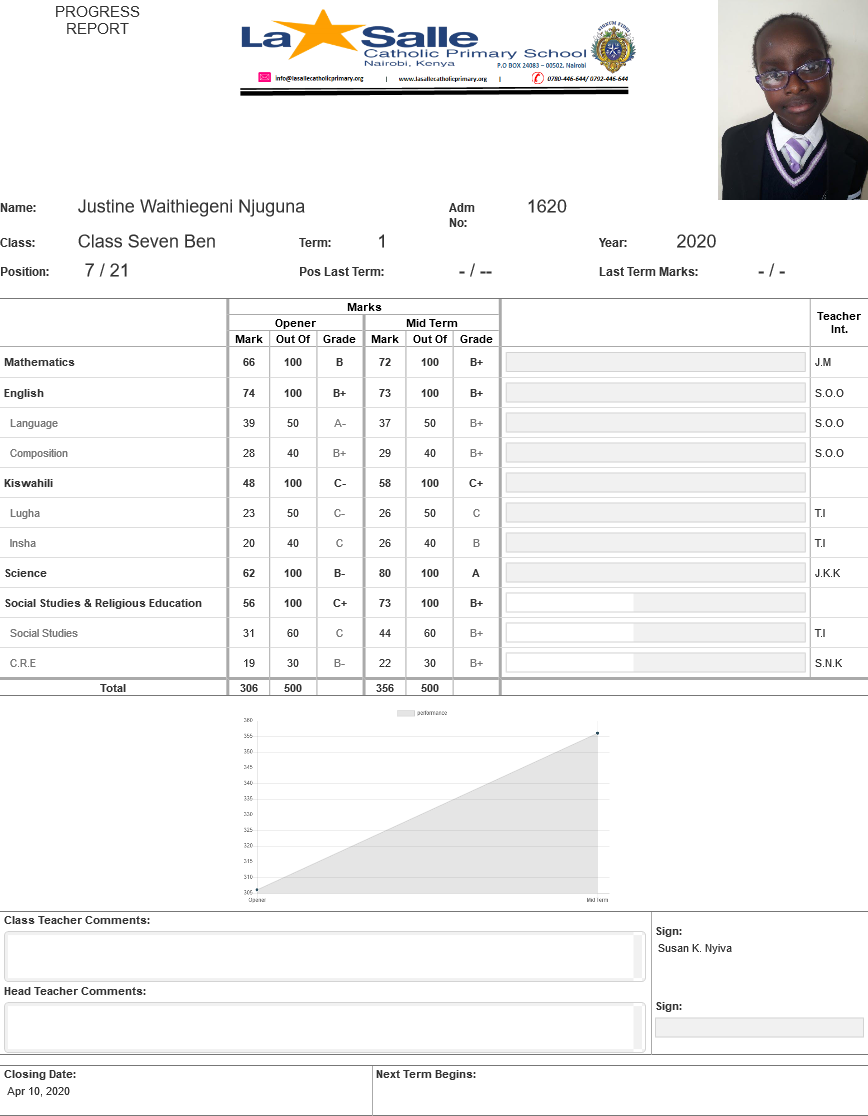 PROGRESS
REPORT
La Salle
Catholic Primary School
Nairobi, Kenya
P.O BOX 24083 – 00502, Nairobi
info@lasallecatholicprimary.org | www.lasallecatholicprimary.org | 0780-446-644/ 0792-446-644
Name: Justine Waithiegeni Njuguna Adm No: 1620
Class: Class Seven Ben Term: 1 Year: 2020
Position: 7 / 21 Pos Last Term: - / -- Last Term Marks: - / -
Marks
Opener Mid Term Teacher Int.
Mark Out Of Grade Mark Out Of Grade
Mathematics 66 100 B 72 100 B+ J.M
English 74 100 B+ 73 100 B+ S.O.O
Language 39 50 A- 37 50 B+ S.O.O
Composition 28 40 B+ 29 40 B+ S.O.O
Kiswahili 48 100 C- 58 100 C+
Lugha 23 50 C- 26 50 C T.I
Insha 20 40 C 26 40 B T.I
Science 62 100 B- 80 100 A J.K.K
Social Studies & Religious Education 56 100 C+ 73 100 B+
Social Studies 31 60 C 44 60 B+ T.I
C.R.E 19 30 B- 22 30 B+ S.N.K
Total 306 500 356 500
performance
360
355
350
345
340
335
330
325
320
315
310
305
Opener Mid Term
Class Teacher Comments:
Sign:
Susan K. Nyiva
Head Teacher Comments:
Sign:
Closing Date: Next Term Begins:
Apr 10, 2020